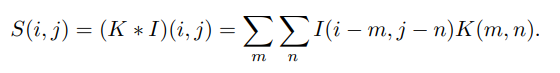 S(i, j) = (K ∗ I)(i, j) = ∑_m ∑_n I(i − m, j − n)K(m, n).